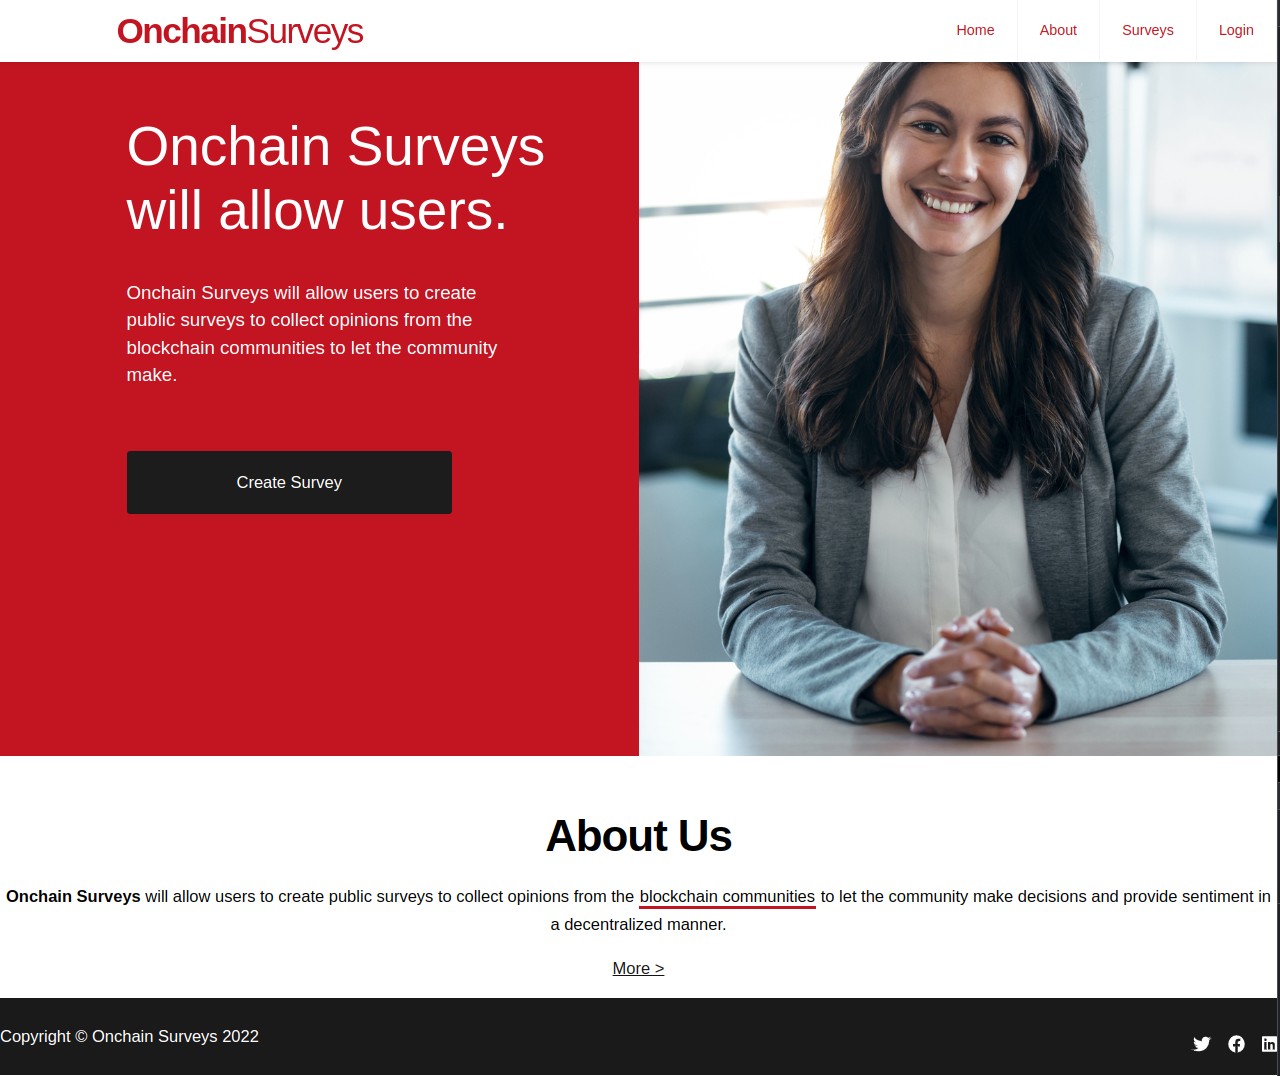 OnchainSurveys
Home
About
Surveys
Login
Onchain Surveys
will allow users.
Onchain Surveys will allow users to create
public surveys to collect opinions from the
blockchain communities to let the community
make.
Create Survey
About Us
Onchain Surveys will allow users to create public surveys to collect opinions from the blockchain communities to let the community make decisions and provide sentiment in
a decentralized manner.
More >
Copyright © Onchain Surveys 2022